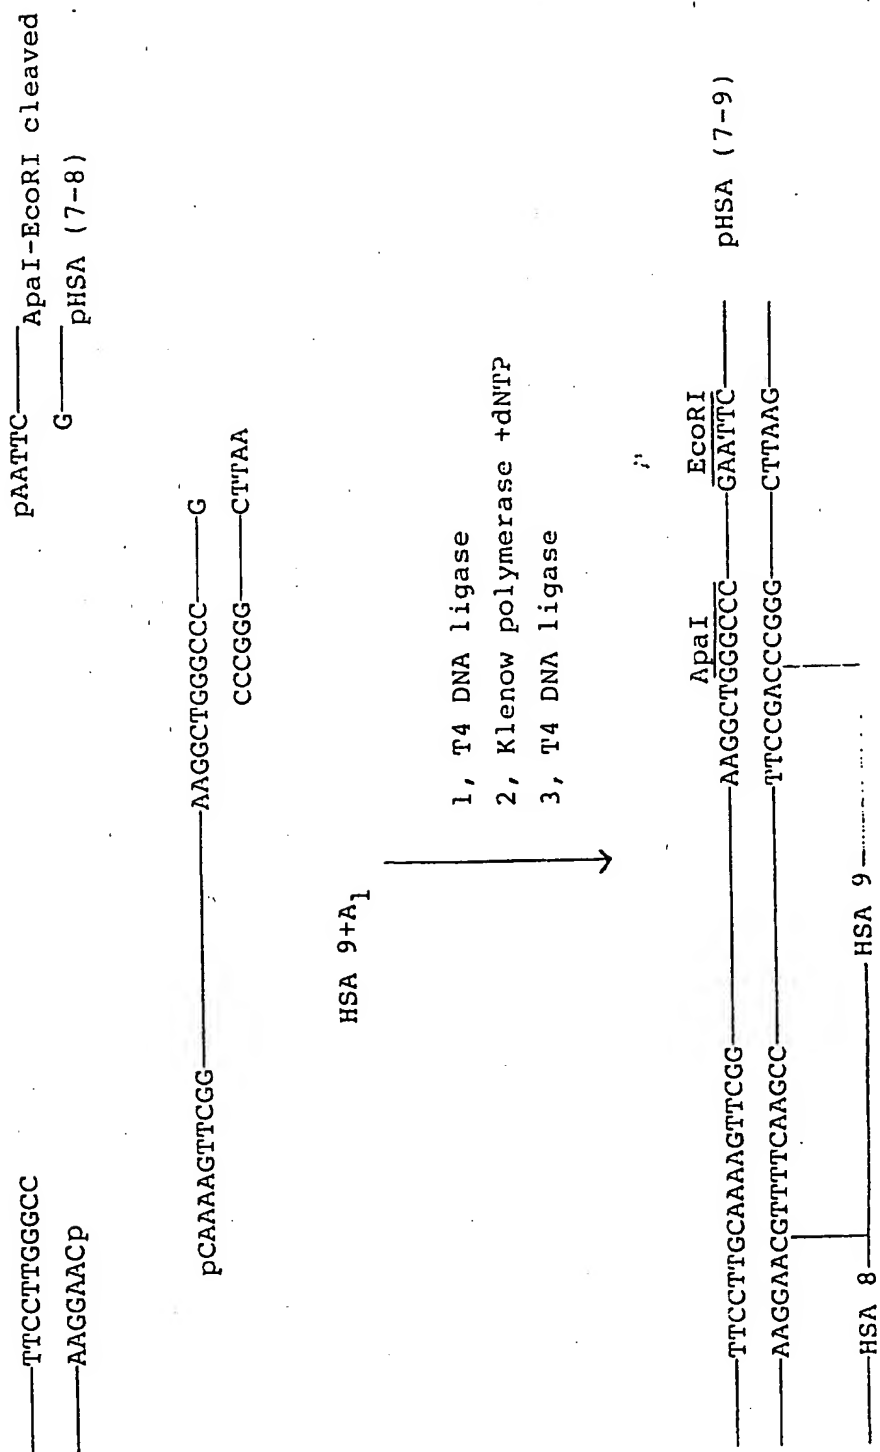 TTCCTTGGGCC
AAGGAACp
pAATTC
ApaI-EcoRI cleaved
G
pHSA (7-8)
pCAAAAGTTCGG
AAGGCTGGGCCC
G
CCCGGG
CTTAA
HSA 9+A1
1, T4 DNA ligase
2, Klenow polymerase +dNTP
3, T4 DNA ligase
ApaI
EcoRI
TTCCTTGCAAAAGTTCGG
AAGGCTGGGCCC
GAATTC
pHSA (7-9)
AAGGAACGTTTTCAAGCC
TTCCGACCCGGG
CTTAAG
HSA 8
HSA 9